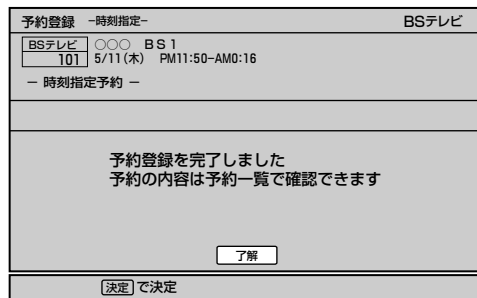 予約登録 −時刻指定− BSテレビ
BSテレビ ○○○ BS1
101 5/11(木) PM11:50-AM0:16
− 時刻指定予約 −
予約登録を完了しました
予約の内容は予約一覧で確認できます
了解
決定で決定